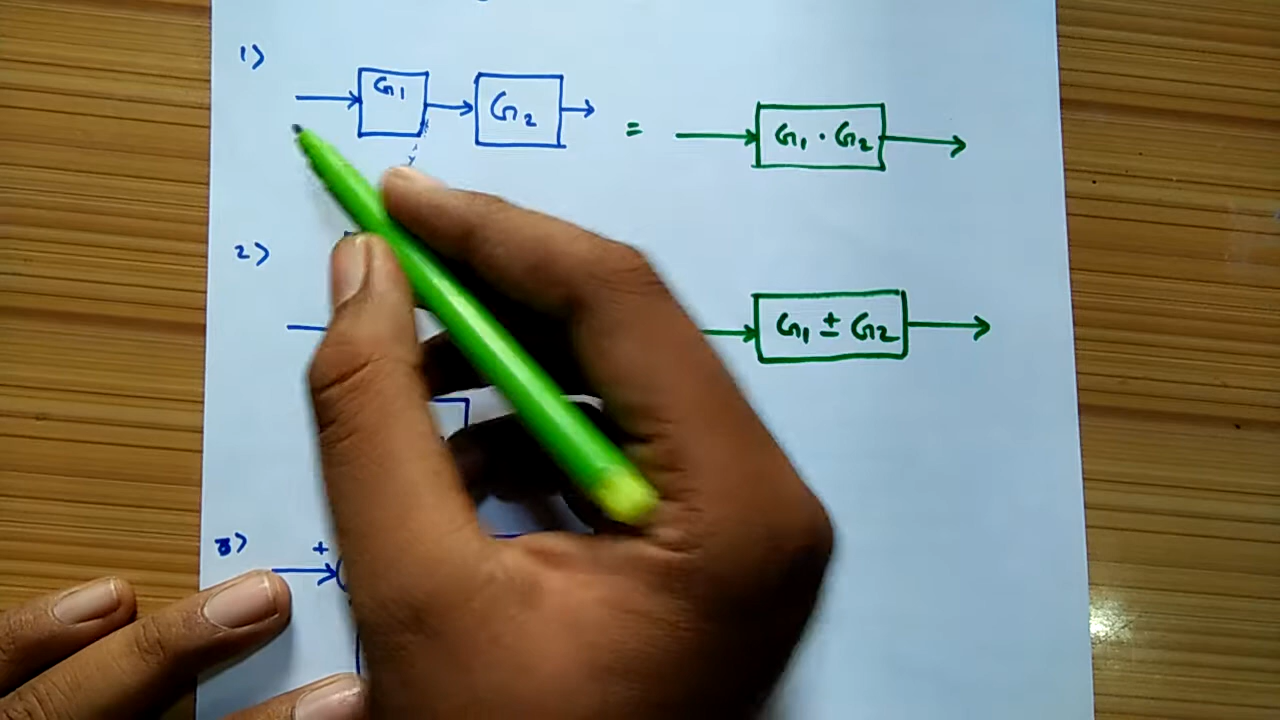 1)
G1 G2 = G1 . G2
2)
G1 ± G2
3)
+